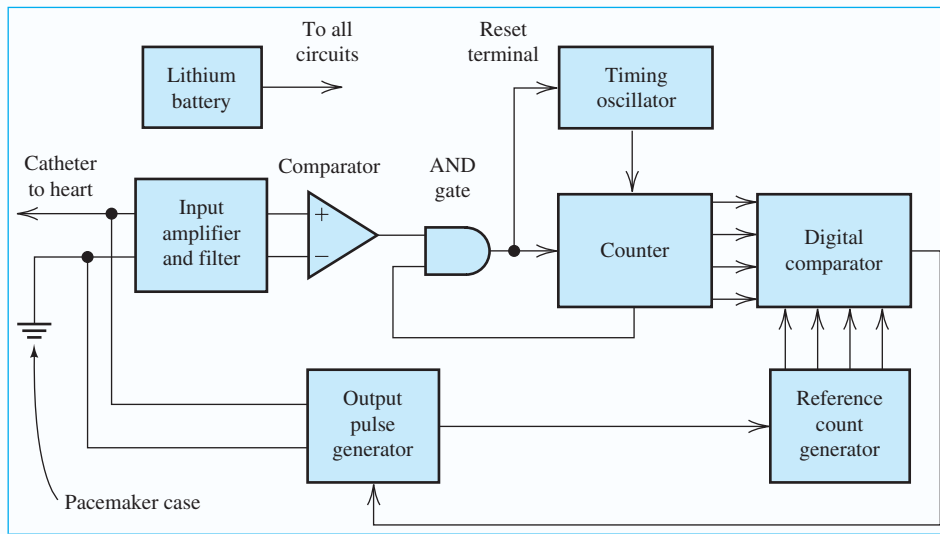 To all
circuits
Reset
terminal
Lithium
battery
Timing
oscillator
Catheter
to heart
Comparator
AND
gate
Input
amplifier
and filter
+
−
Counter
Digital
comparator
Output
pulse
generator
Reference
count
generator
Pacemaker case